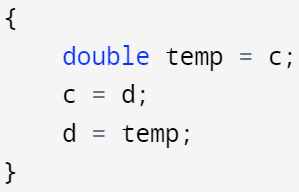 {
    double temp = c;
    c = d;
    d = temp;
}